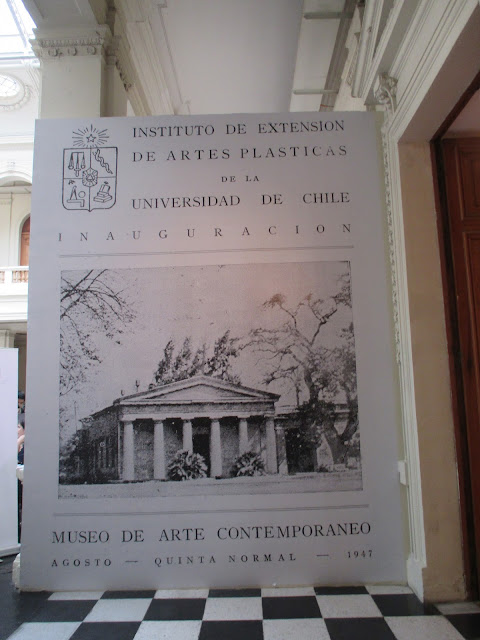 INSTITUTO DE EXTENSION
DE ARTES PLASTICAS
DE LA
UNIVERSIDAD DE CHILE
INAUGURACION
MUSEO DE ARTE CONTEMPORANEO
AGOSTO — QUINTA NORMAL — 1947